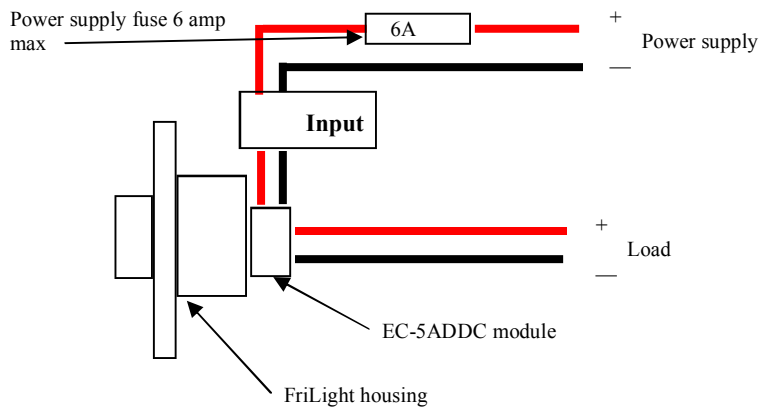 Power supply fuse 6 amp
max
6A
+
Power supply
—
Input
+
Load
—
EC-5ADDC module
FriLight housing